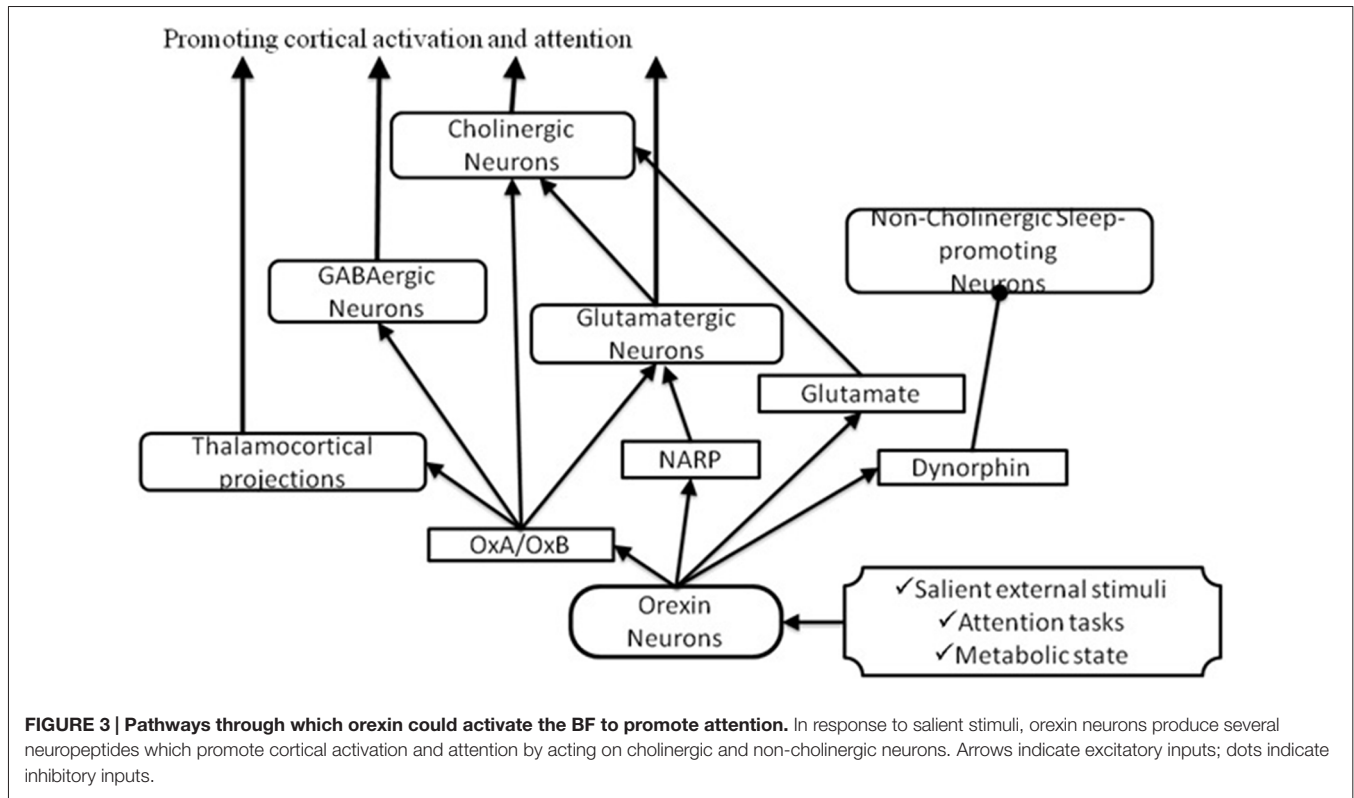 Promoting cortical activation and attention
Cholinergic
Neurons
Non-Cholinergic Sleep-
promoting
Neurons
GABAergic
Neurons
Glutamatergic
Neurons
Glutamate
Thalamocortical
projections
NARP
Dynorphin
OxA/OxB
Orexin
Neurons
✓Salient external stimuli
✓Attention tasks
✓Metabolic state
FIGURE 3 | Pathways through which orexin could activate the BF to promote attention. In response to salient stimuli, orexin neurons produce several
neuropeptides which promote cortical activation and attention by acting on cholinergic and non-cholinergic neurons. Arrows indicate excitatory inputs; dots indicate
inhibitory inputs.